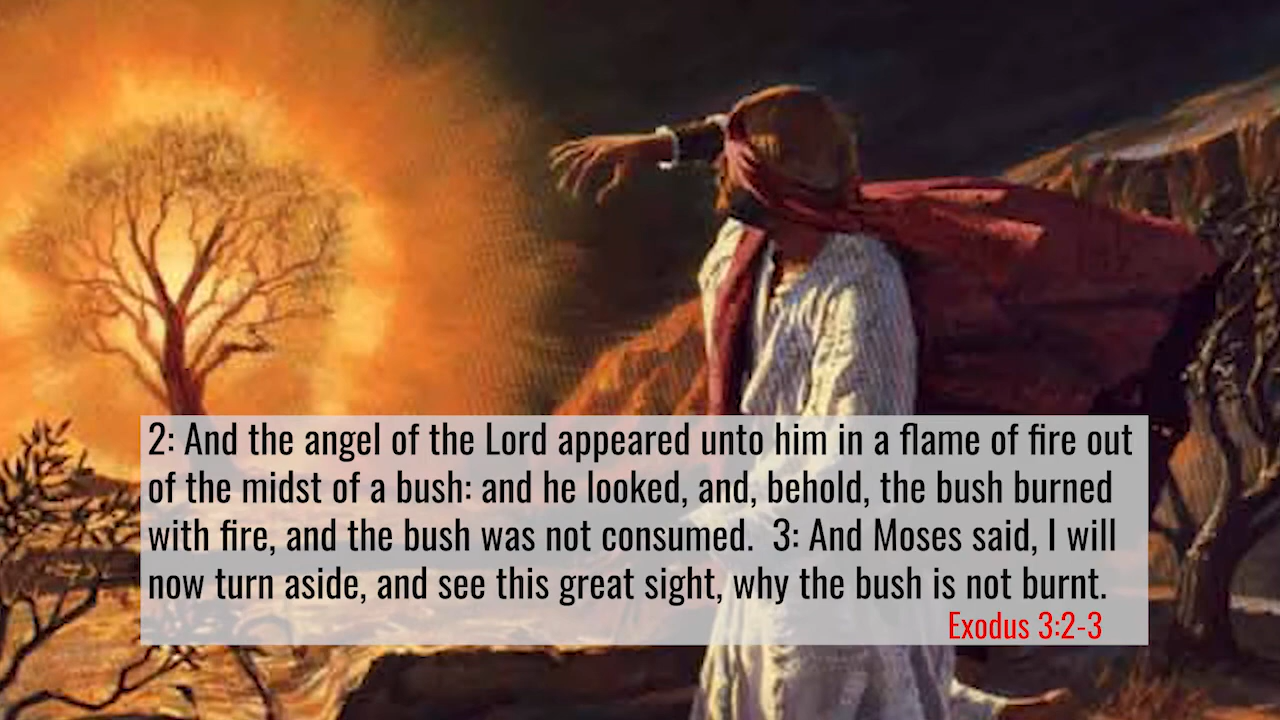 2: And the angel of the Lord appeared unto him in a flame of fire out
of the midst of a bush: and he looked, and, behold, the bush burned
with fire, and the bush was not consumed.  3: And Moses said, I will
now turn aside, and see this great sight, why the bush is not burnt.
Exodus 3:2-3